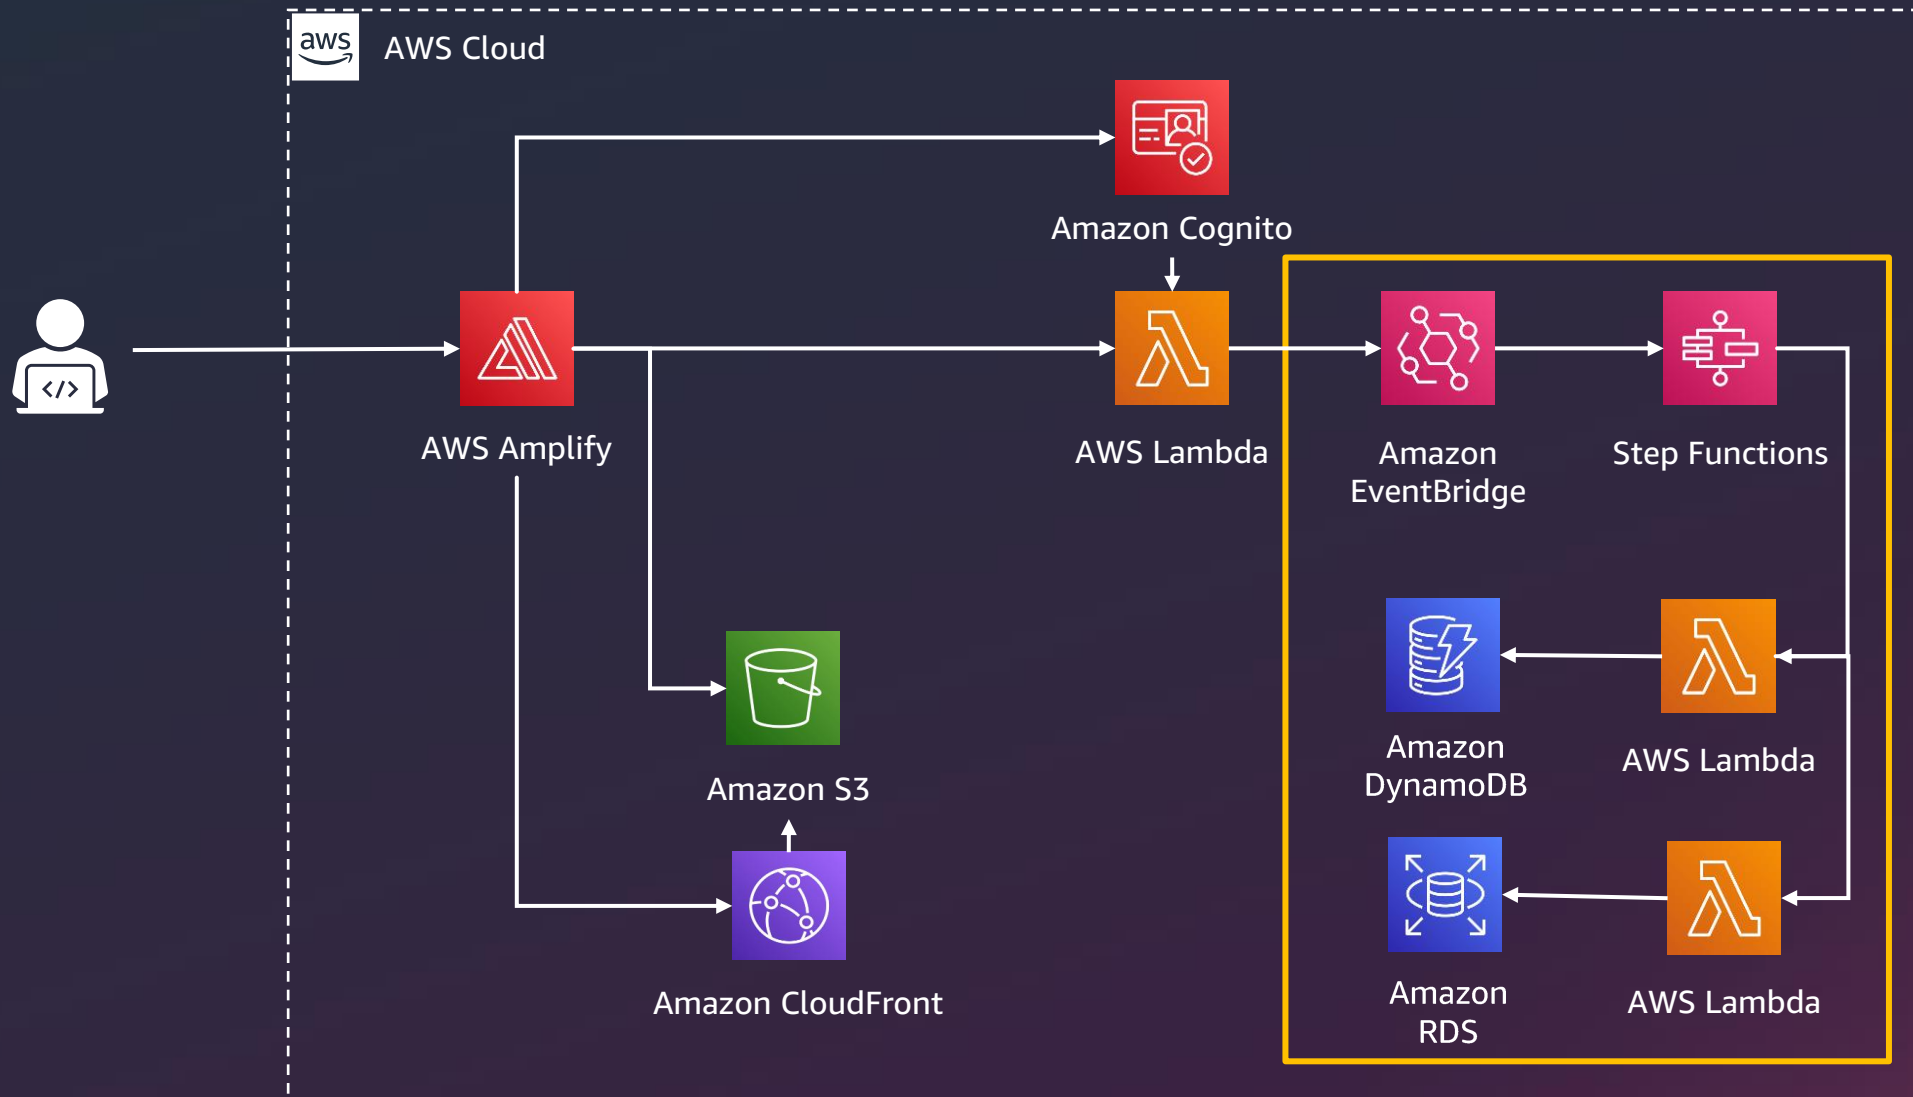 aws
AWS Cloud
Amazon Cognito
</>
AWS Amplify
AWS Lambda
Amazon
EventBridge
Step Functions
Amazon
DynamoDB
AWS Lambda
Amazon S3
Amazon CloudFront
Amazon
RDS
AWS Lambda